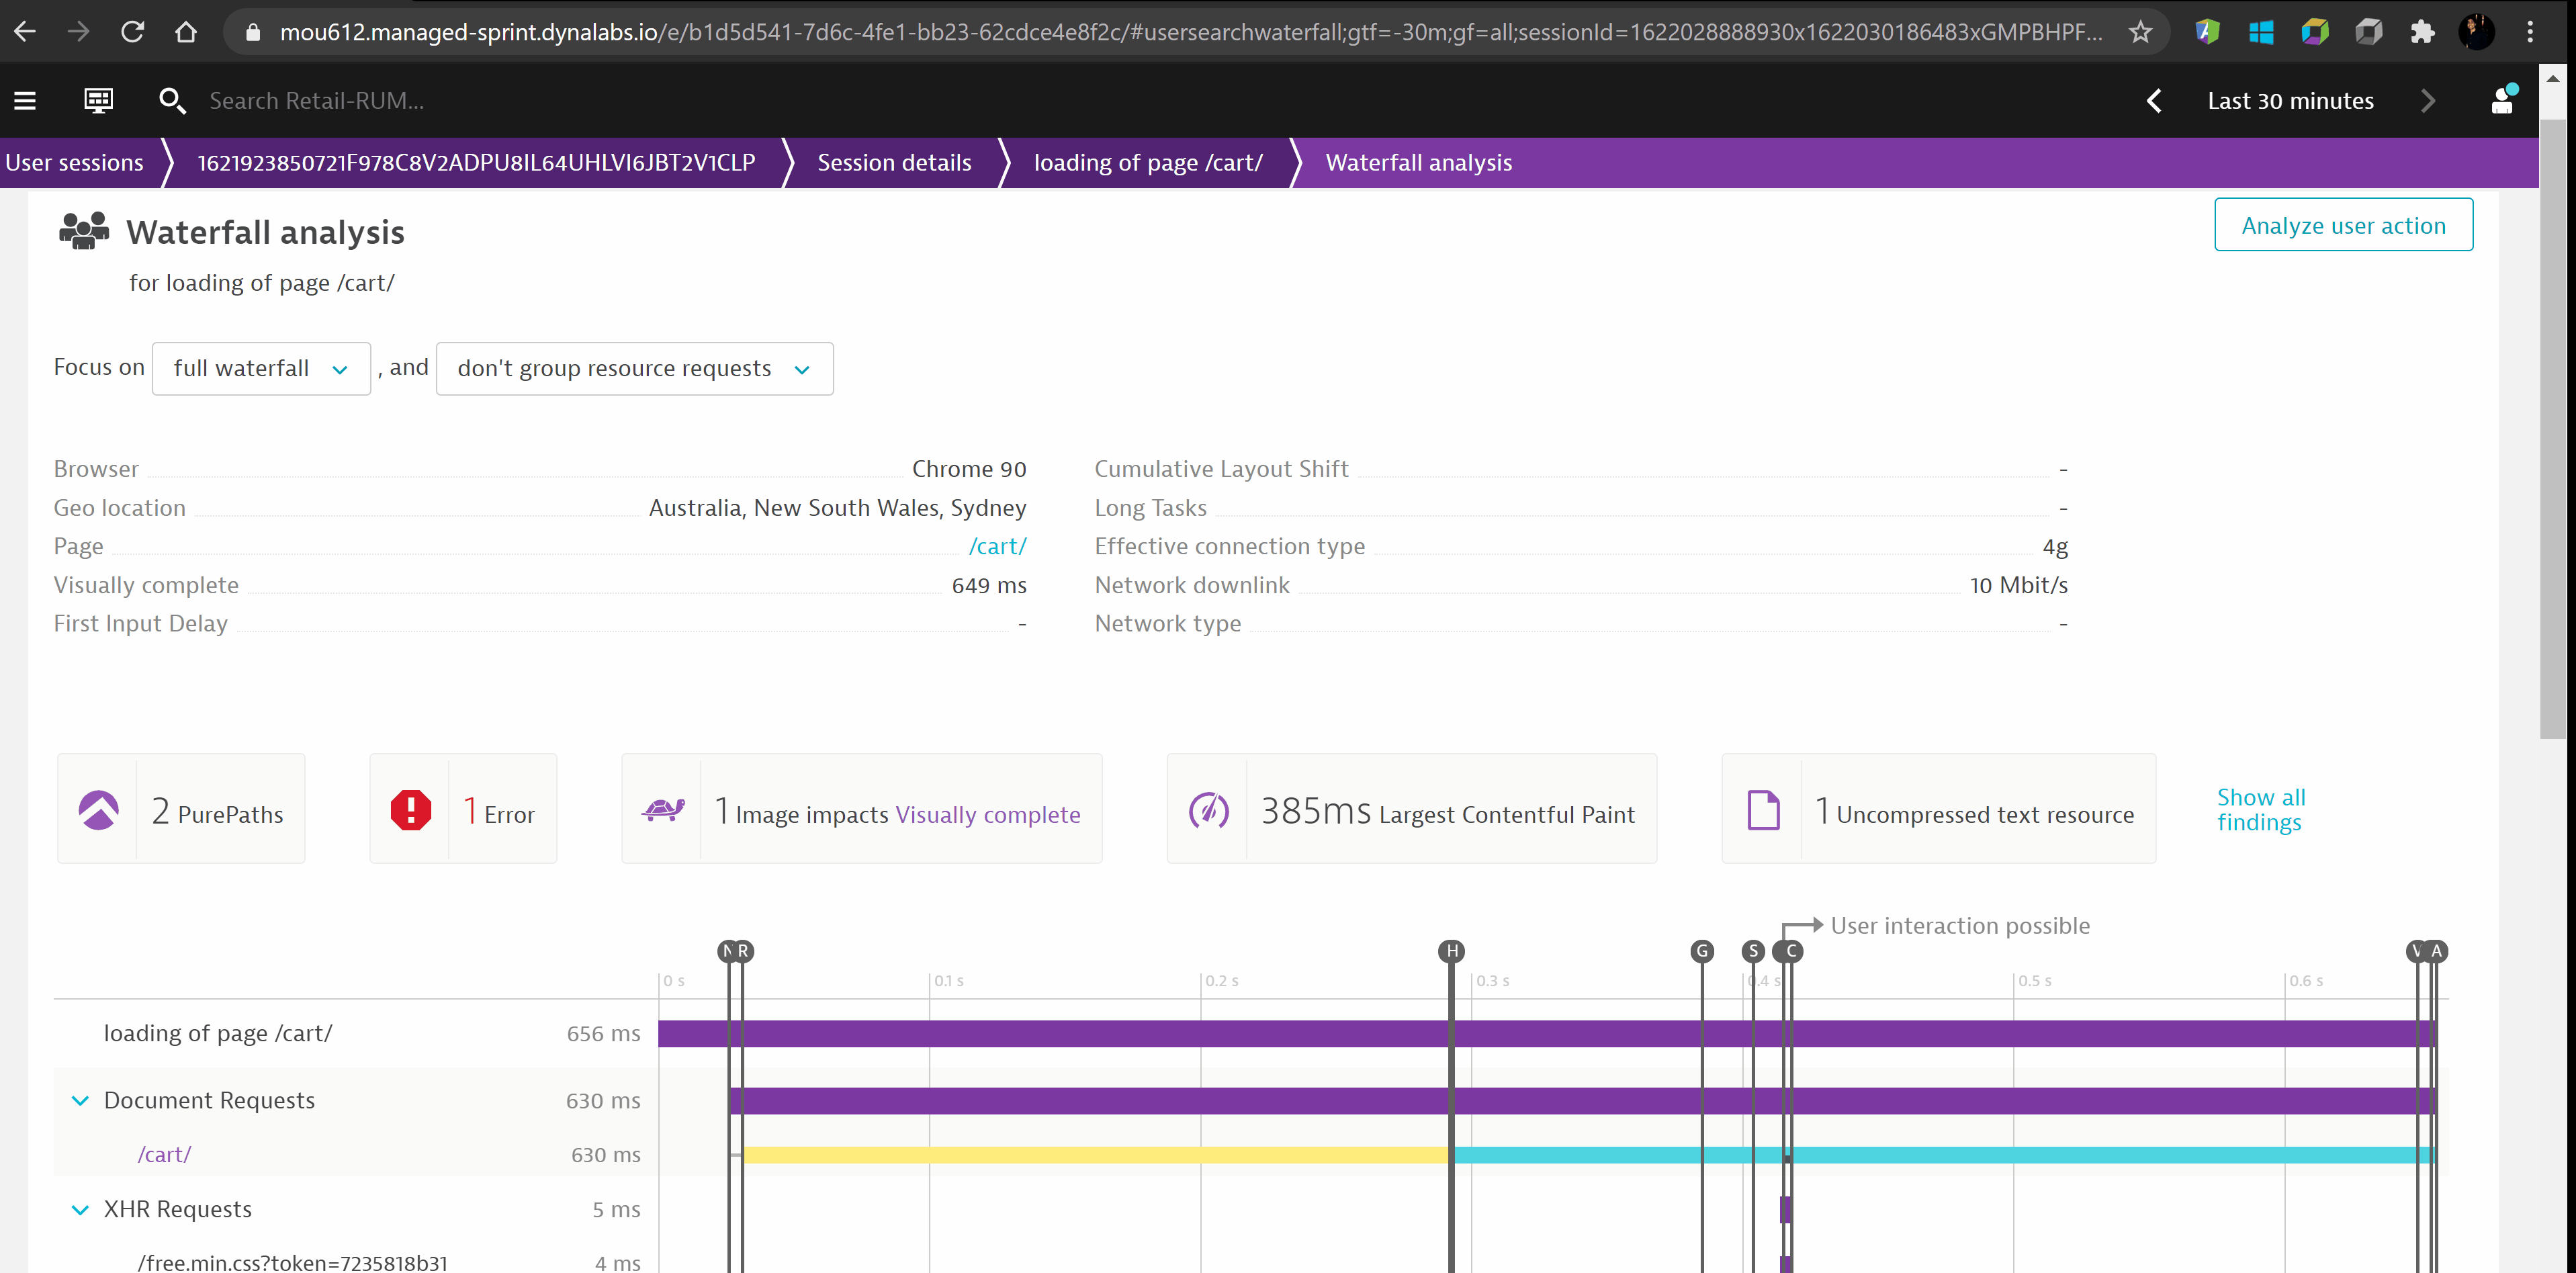 mou612.managed-sprint.dynalabs.io/e/b1d5d541-7d6c-4fe1-bb23-62cdce4e8f2c/#usersearchwaterfall;gtf=-30m;gf=all;sessionId=1622028888930x1622030186483xGMPBHPF...
Search Retail-RUM...
Last 30 minutes
User sessions
1621923850721F978C8V2ADPU8IL64UHLVI6JBT2V1CLP
Session details
loading of page /cart/
Waterfall analysis
Waterfall analysis
Analyze user action
for loading of page /cart/
Focus on full waterfall , and don't group resource requests
Browser Chrome 90
Geo location Australia, New South Wales, Sydney
Page /cart/
Visually complete 649 ms
First Input Delay -
Cumulative Layout Shift -
Long Tasks -
Effective connection type 4g
Network downlink 10 Mbit/s
Network type -
2 PurePaths
1 Error
1 Image impacts Visually complete
385ms Largest Contentful Paint
1 Uncompressed text resource
Show all
findings
User interaction possible
N R H G S C V A
0 s 0.1 s 0.2 s 0.3 s 0.4 s 0.5 s 0.6 s
loading of page /cart/ 656 ms
Document Requests 630 ms
/cart/ 630 ms
XHR Requests 5 ms
/free.min.css?token=7235818b31 4 ms